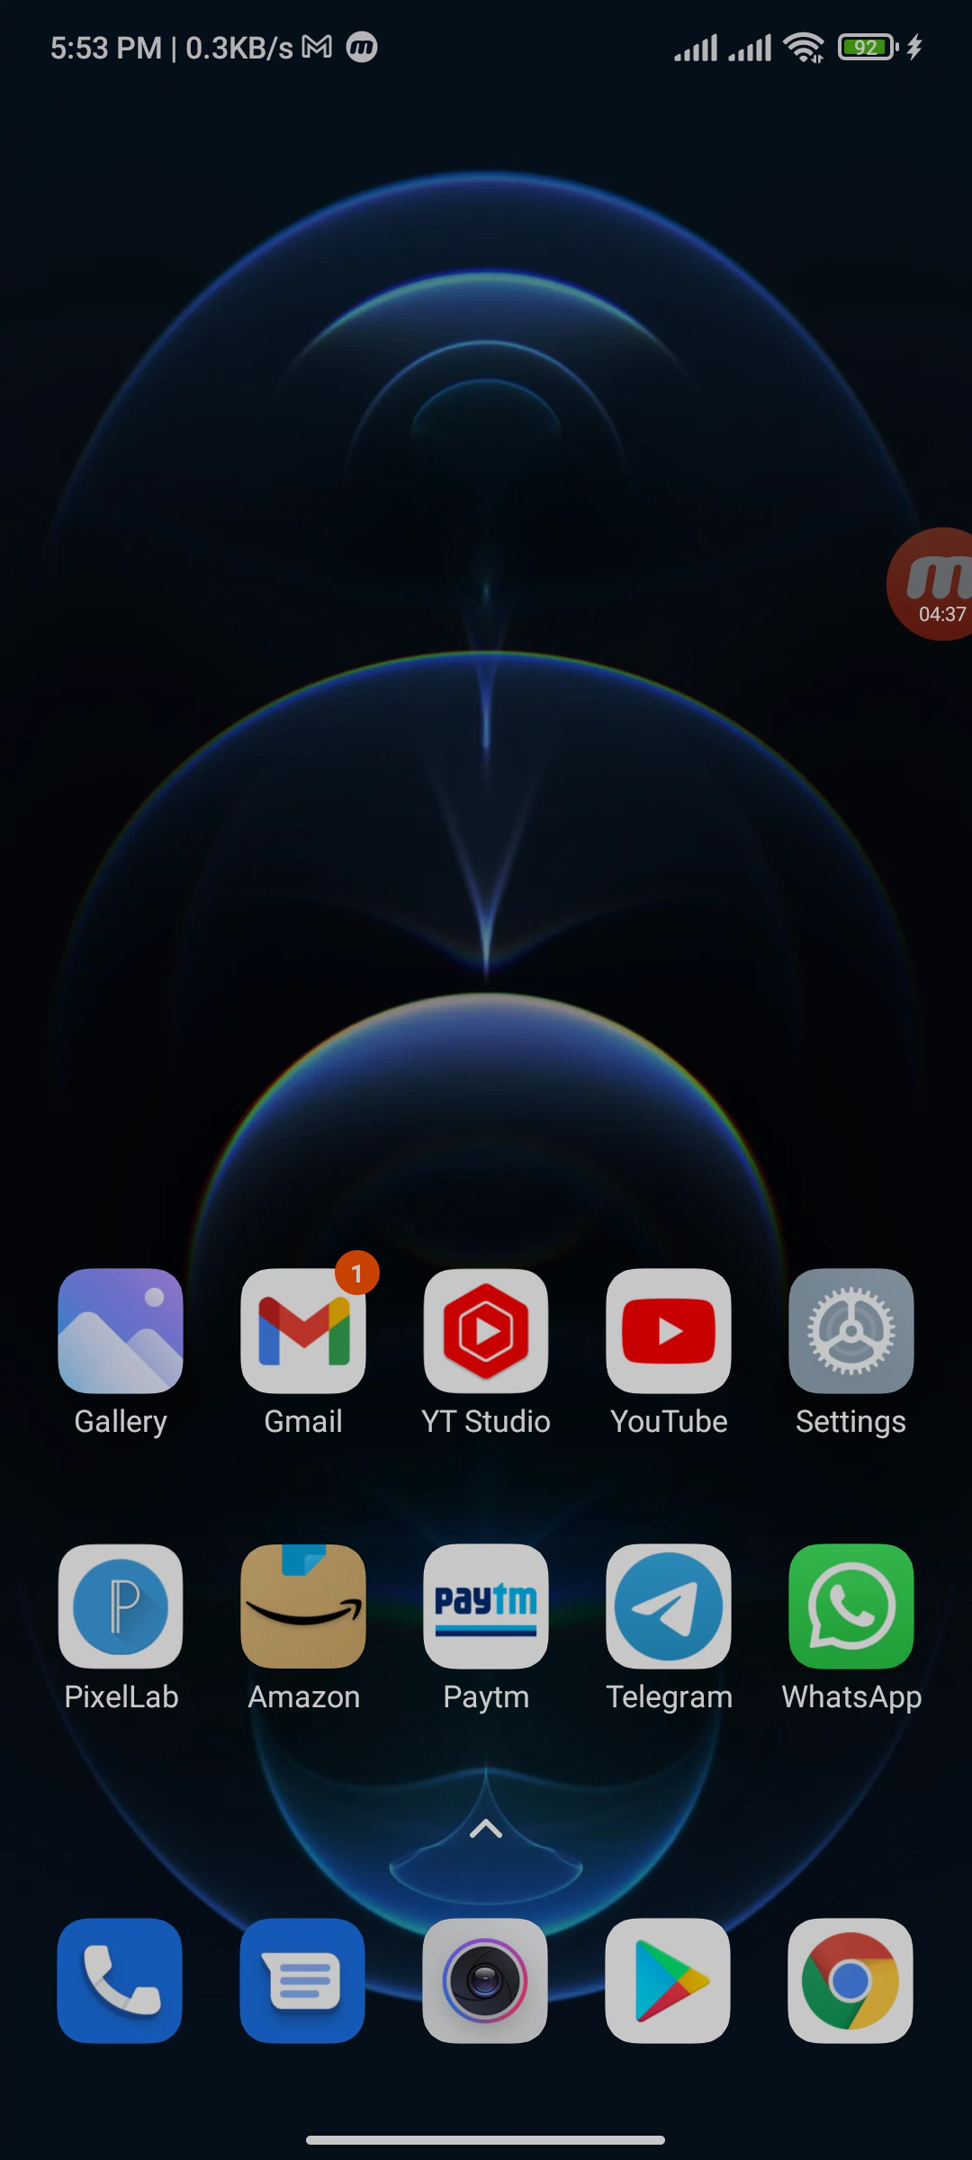 5:53 PM | 0.3KB/s
92
04:37
1
Gallery
Gmail
YT Studio
YouTube
Settings
paytm
PixelLab
Amazon
Paytm
Telegram
WhatsApp